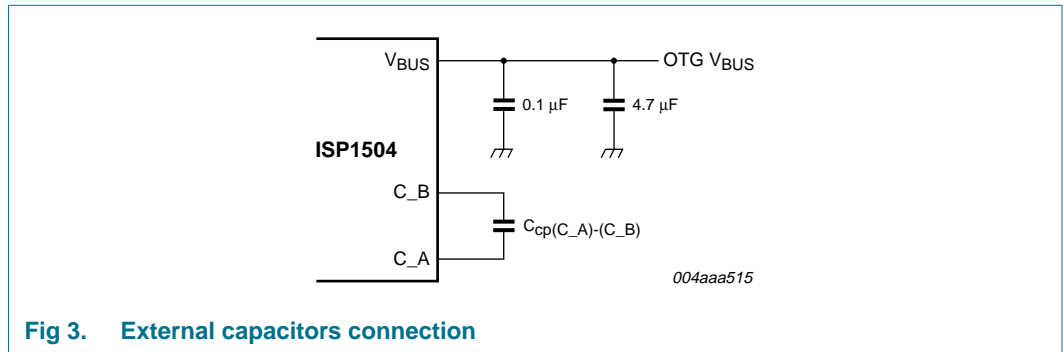 VBUS
OTG VBUS
0.1 μF
4.7 μF
ISP1504
C_B
Ccp(C_A)-(C_B)
C_A
004aaa515
Fig 3. External capacitors connection